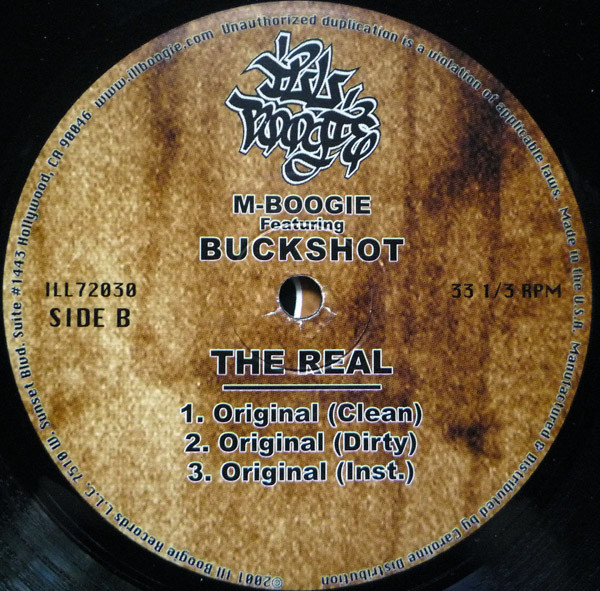 ILL
BOOGIE
M-BOOGIE
Featuring
BUCKSHOT
ILL72030
33 1/3 RPM
SIDE B
THE REAL
1. Original (Clean)
2. Original (Dirty)
3. Original (Inst.)
©2001 Ill Boogie Records L.L.C. 7510 W. Sunset Blvd. Suite #1443 Hollywood, CA 90046 www.illboogie.com Unauthorized duplication is a violation of applicable laws. Made in the U.S.A. Manufactured & Distributed by Caroline Distribution